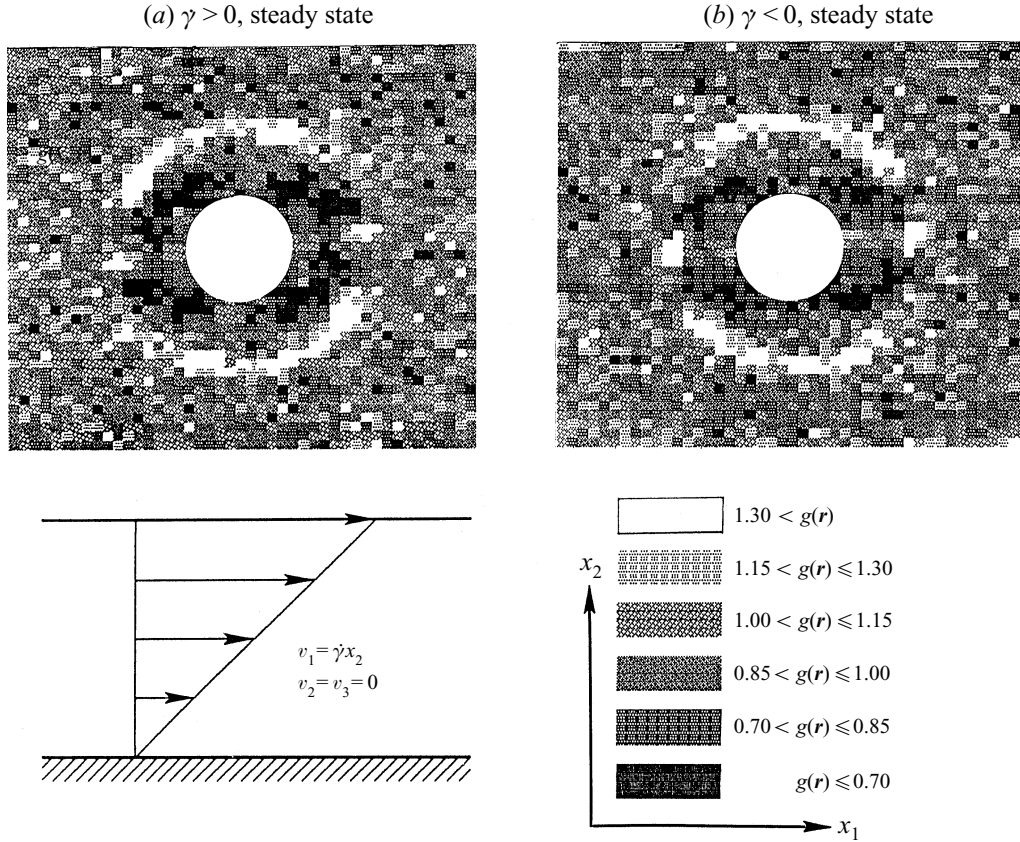 (a) γ̇ > 0, steady state
(b) γ̇ < 0, steady state
v₁ = γ̇x₂
v₂ = v₃ = 0
x₂
x₁
1.30 < g(r)
1.15 < g(r) ⩽ 1.30
1.00 < g(r) ⩽ 1.15
0.85 < g(r) ⩽ 1.00
0.70 < g(r) ⩽ 0.85
g(r) ⩽ 0.70